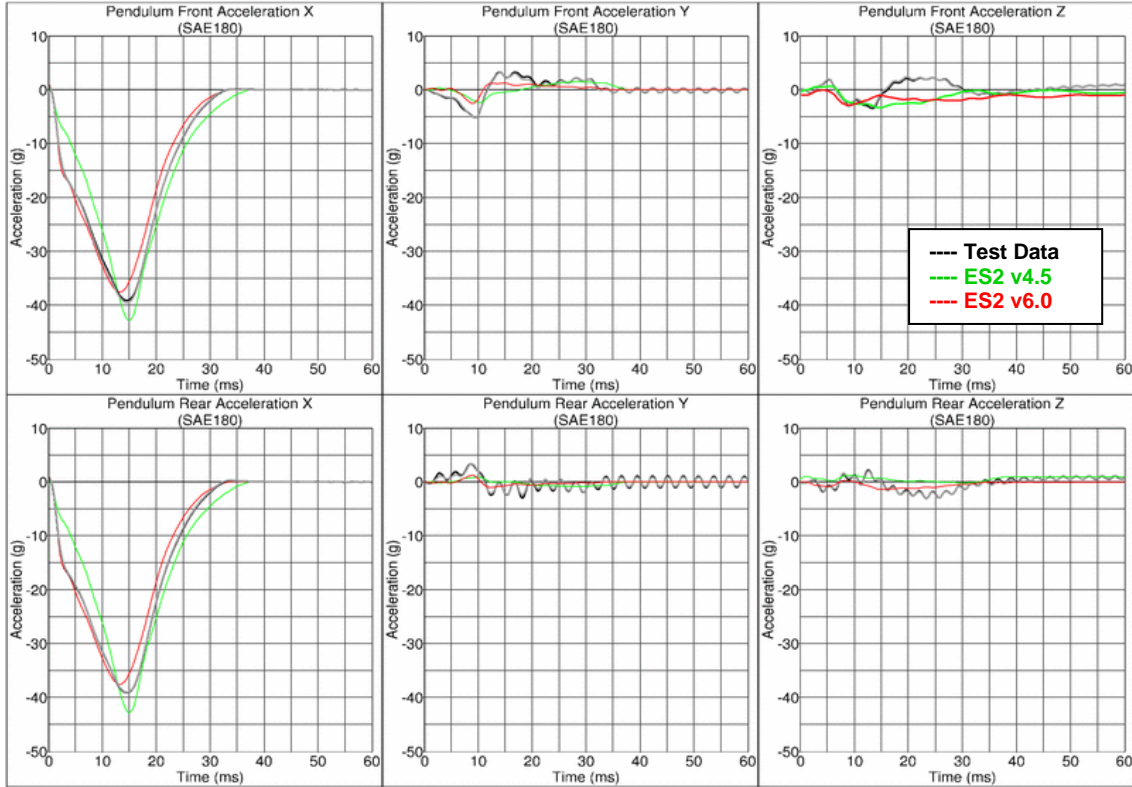 Pendulum Front Acceleration X
(SAE180)
10
0
-10
-20
-30
-40
-50
Acceleration (g)
0 10 20 30 40 50 60
Time (ms)
Pendulum Front Acceleration Y
(SAE180)
10
0
-10
-20
-30
-40
-50
Acceleration (g)
0 10 20 30 40 50 60
Time (ms)
Pendulum Front Acceleration Z
(SAE180)
10
0
-10
-20
-30
-40
-50
Acceleration (g)
0 10 20 30 40 50 60
Time (ms)
---- Test Data
---- ES2 v4.5
---- ES2 v6.0
Pendulum Rear Acceleration X
(SAE180)
10
0
-10
-20
-30
-40
-50
Acceleration (g)
0 10 20 30 40 50 60
Time (ms)
Pendulum Rear Acceleration Y
(SAE180)
10
0
-10
-20
-30
-40
-50
Acceleration (g)
0 10 20 30 40 50 60
Time (ms)
Pendulum Rear Acceleration Z
(SAE180)
10
0
-10
-20
-30
-40
-50
Acceleration (g)
0 10 20 30 40 50 60
Time (ms)